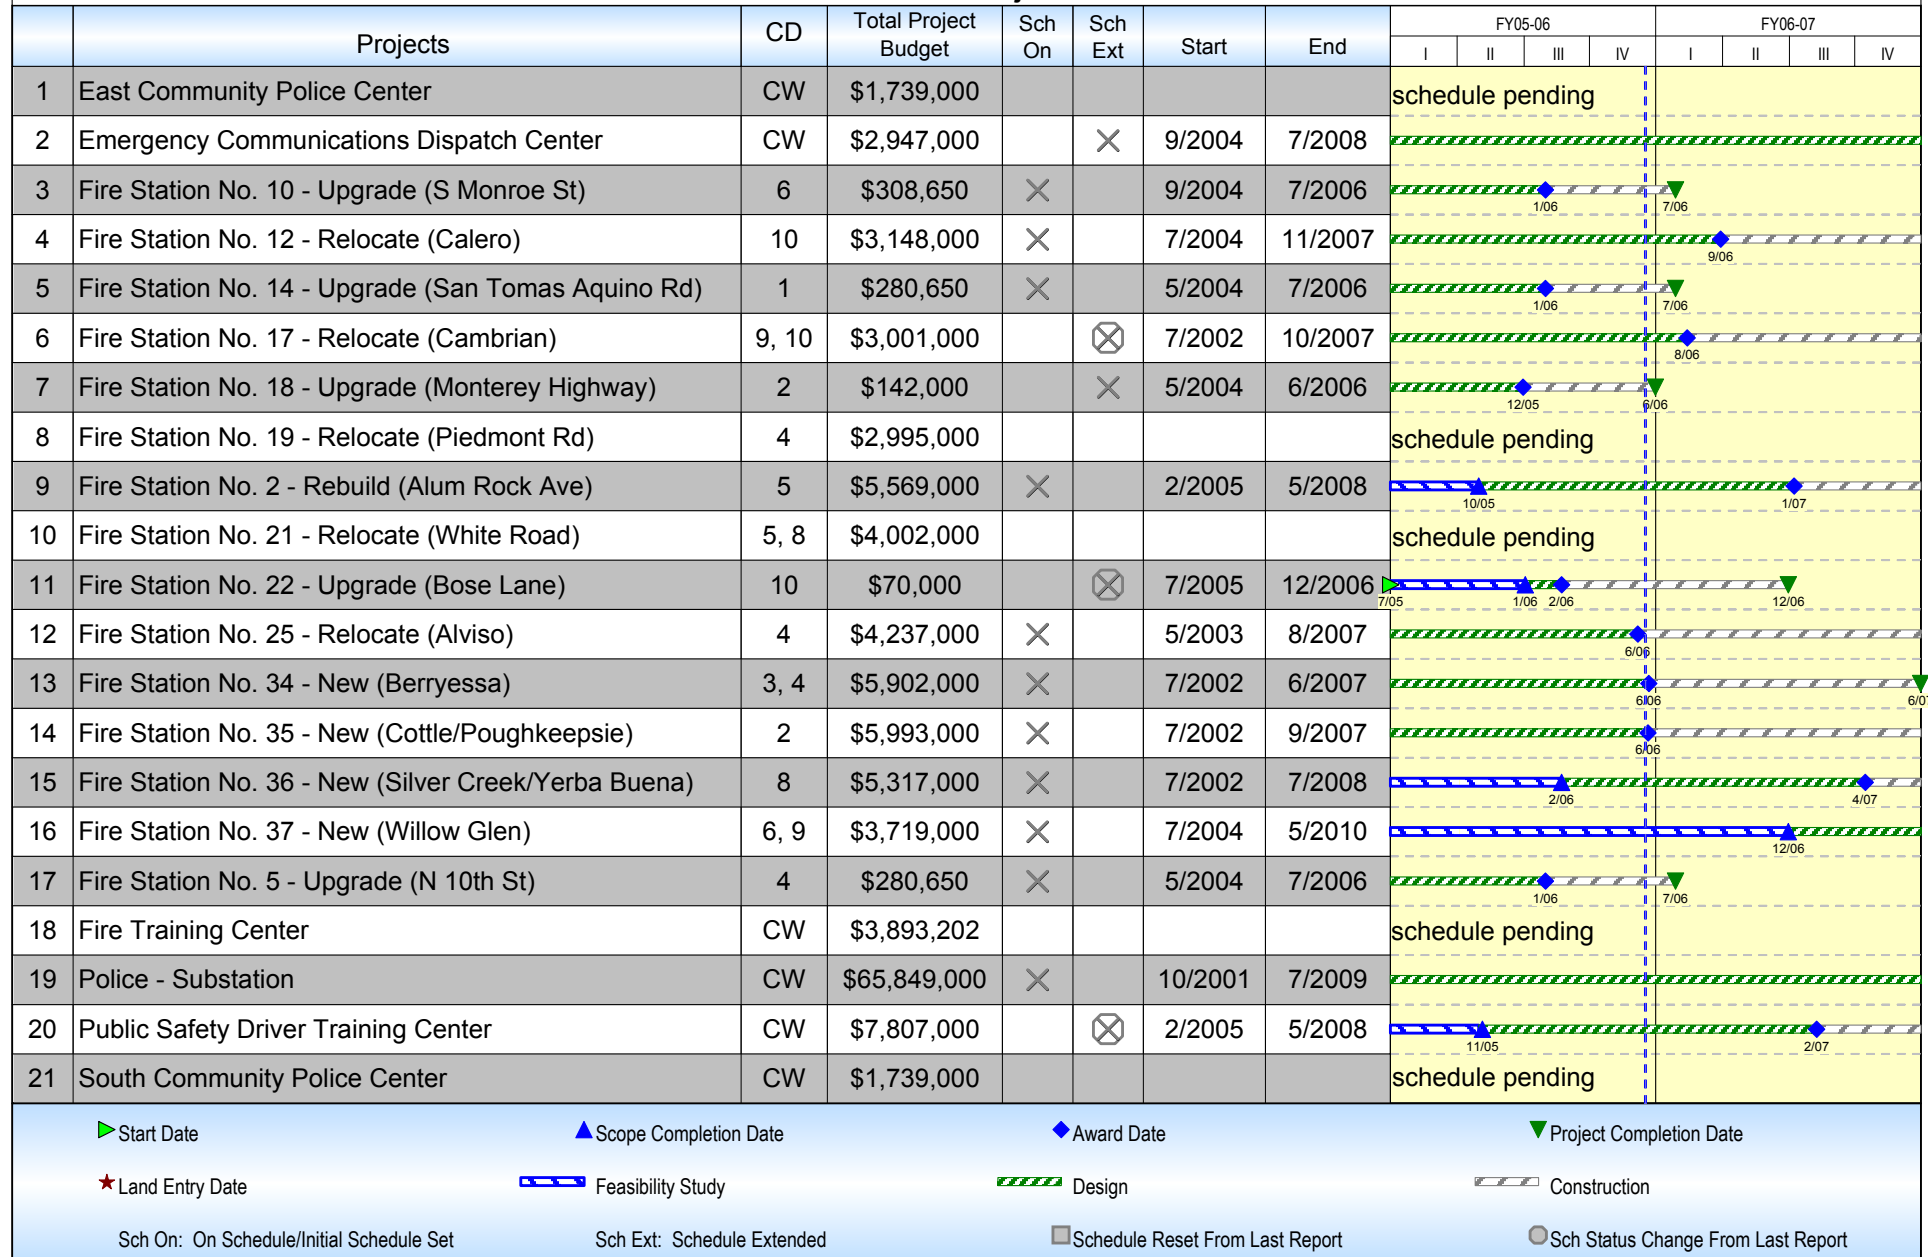 Projects CD Total Project Budget Sch On Sch Ext Start End FY05-06 FY06-07
I II III IV I II III IV
1 East Community Police Center CW $1,739,000 schedule pending
2 Emergency Communications Dispatch Center CW $2,947,000 9/2004 7/2008
3 Fire Station No. 10 - Upgrade (S Monroe St) 6 $308,650 9/2004 7/2006 1/06 7/06
4 Fire Station No. 12 - Relocate (Calero) 10 $3,148,000 7/2004 11/2007 9/06
5 Fire Station No. 14 - Upgrade (San Tomas Aquino Rd) 1 $280,650 5/2004 7/2006 1/06 7/06
6 Fire Station No. 17 - Relocate (Cambrian) 9, 10 $3,001,000 7/2002 10/2007 8/06
7 Fire Station No. 18 - Upgrade (Monterey Highway) 2 $142,000 5/2004 6/2006 12/05 6/06
8 Fire Station No. 19 - Relocate (Piedmont Rd) 4 $2,995,000 schedule pending
9 Fire Station No. 2 - Rebuild (Alum Rock Ave) 5 $5,569,000 2/2005 5/2008 10/05 1/07
10 Fire Station No. 21 - Relocate (White Road) 5, 8 $4,002,000 schedule pending
11 Fire Station No. 22 - Upgrade (Bose Lane) 10 $70,000 7/2005 12/2006 7/05 1/06 2/06 12/06
12 Fire Station No. 25 - Relocate (Alviso) 4 $4,237,000 5/2003 8/2007 6/06
13 Fire Station No. 34 - New (Berryessa) 3, 4 $5,902,000 7/2002 6/2007 6/06 6/0
14 Fire Station No. 35 - New (Cottle/Poughkeepsie) 2 $5,993,000 7/2002 9/2007 6/06
15 Fire Station No. 36 - New (Silver Creek/Yerba Buena) 8 $5,317,000 7/2002 7/2008 2/06 4/07
16 Fire Station No. 37 - New (Willow Glen) 6, 9 $3,719,000 7/2004 5/2010 12/06
17 Fire Station No. 5 - Upgrade (N 10th St) 4 $280,650 5/2004 7/2006 1/06 7/06
18 Fire Training Center CW $3,893,202 schedule pending
19 Police - Substation CW $65,849,000 10/2001 7/2009
20 Public Safety Driver Training Center CW $7,807,000 2/2005 5/2008 11/05 2/07
21 South Community Police Center CW $1,739,000 schedule pending
Start Date Scope Completion Date Award Date Project Completion Date
Land Entry Date Feasibility Study Design Construction
Sch On: On Schedule/Initial Schedule Set Sch Ext: Schedule Extended Schedule Reset From Last Report Sch Status Change From Last Report